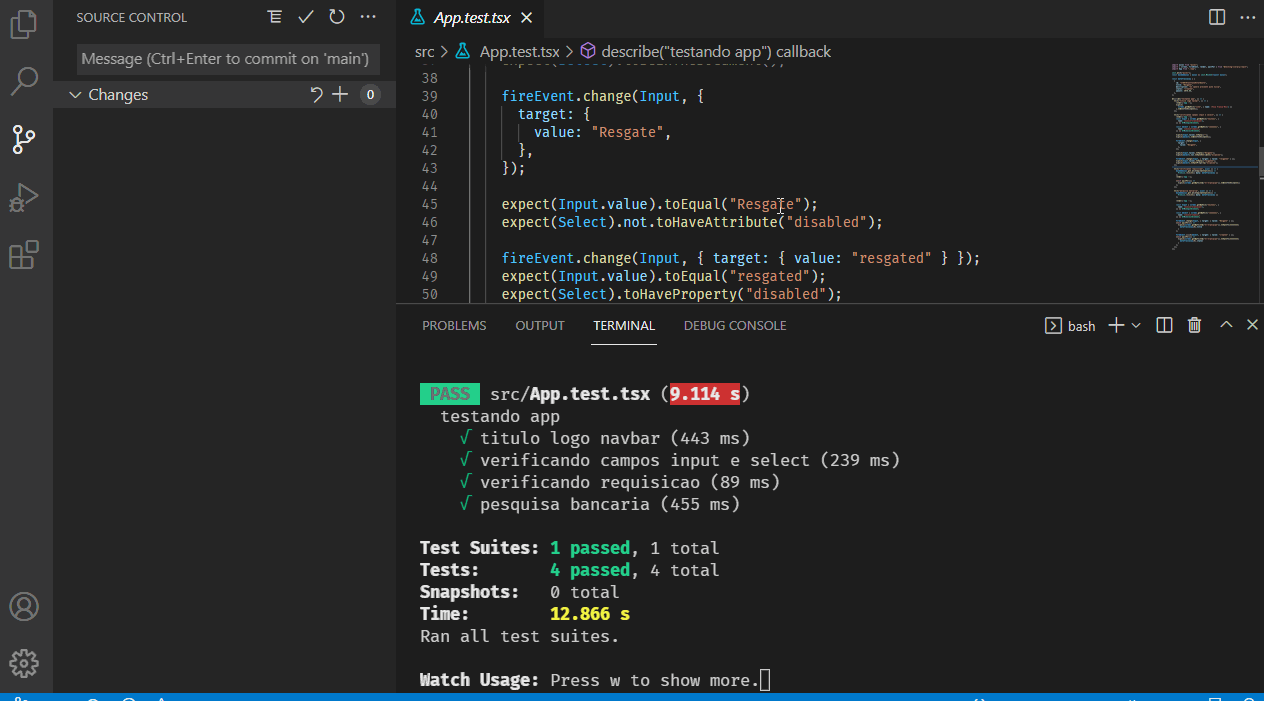 SOURCE CONTROL
Message (Ctrl+Enter to commit on 'main')
Changes 0
App.test.tsx
src > App.test.tsx > describe("testando app") callback
38
39 fireEvent.change(Input, {
40 target: {
41 value: "Resgate",
42 },
43 });
44
45 expect(Input.value).toEqual("Resgate");
46 expect(Select).not.toHaveAttribute("disabled");
47
48 fireEvent.change(Input, { target: { value: "resgated" } });
49 expect(Input.value).toEqual("resgated");
50 expect(Select).toHaveProperty("disabled");
PROBLEMS OUTPUT TERMINAL DEBUG CONSOLE bash
PASS src/App.test.tsx (9.114 s)
testando app
√ titulo logo navbar (443 ms)
√ verificando campos input e select (239 ms)
√ verificando requisicao (89 ms)
√ pesquisa bancaria (455 ms)
Test Suites: 1 passed, 1 total
Tests: 4 passed, 4 total
Snapshots: 0 total
Time: 12.866 s
Ran all test suites.
Watch Usage: Press w to show more.